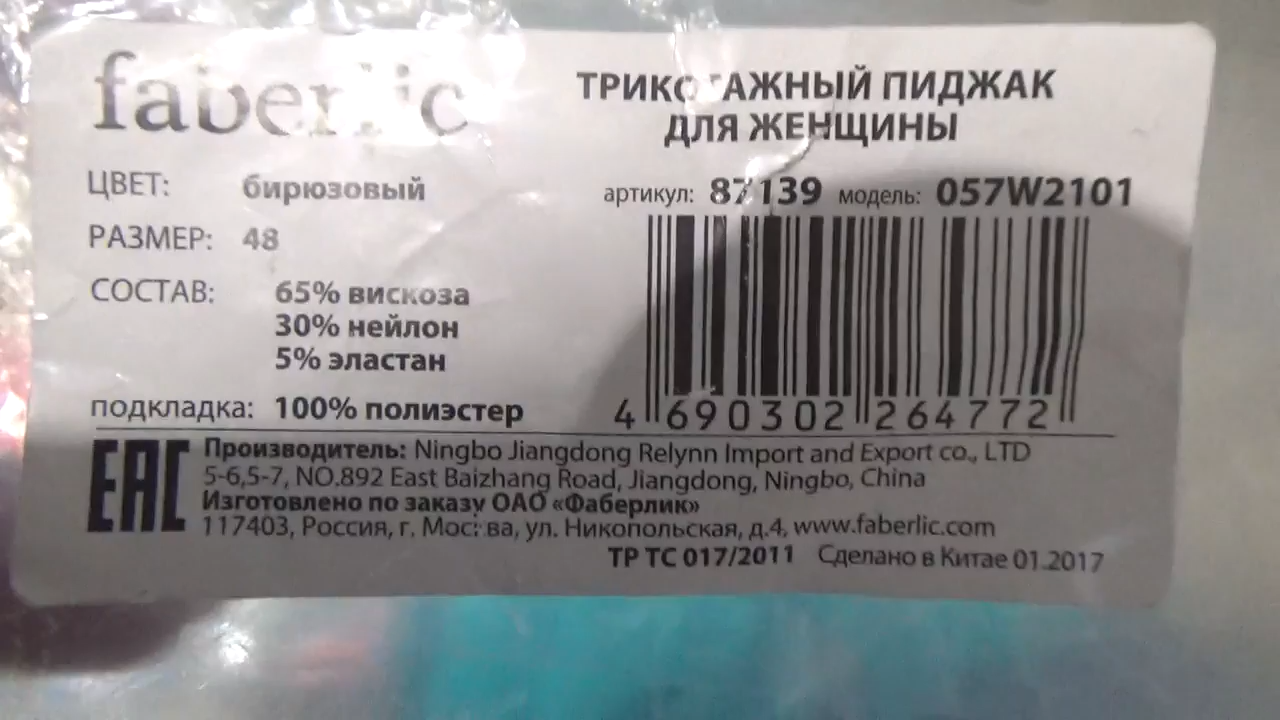 faberlic
ТРИКОТАЖНЫЙ ПИДЖАК
ДЛЯ ЖЕНЩИНЫ
ЦВЕТ: бирюзовый
РАЗМЕР: 48
СОСТАВ: 65% вискоза
30% нейлон
5% эластан
подкладка: 100% полиэстер
артикул: 87139 модель: 057W2101
4 690302 264772
EAC
Производитель: Ningbo Jiangdong Relynn Import and Export co., LTD
5-6,5-7, NO.892 East Baizhang Road, Jiangdong, Ningbo, China
Изготовлено по заказу ОАО «Фаберлик»
117403, Россия, г. Москва, ул. Никопольская, д.4, www.faberlic.com
ТР ТС 017/2011 Сделано в Китае 01.2017